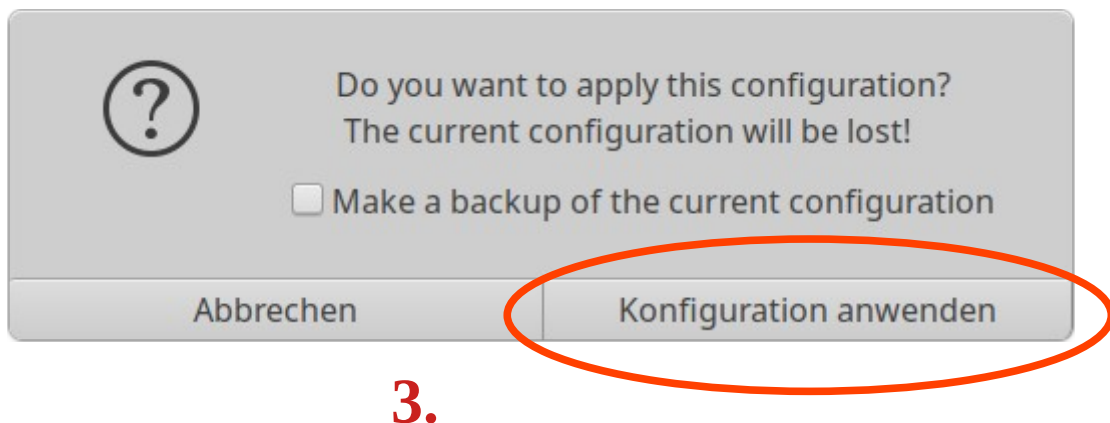 ?
Do you want to apply this configuration?
The current configuration will be lost!
Make a backup of the current configuration
Abbrechen
Konfiguration anwenden
3.